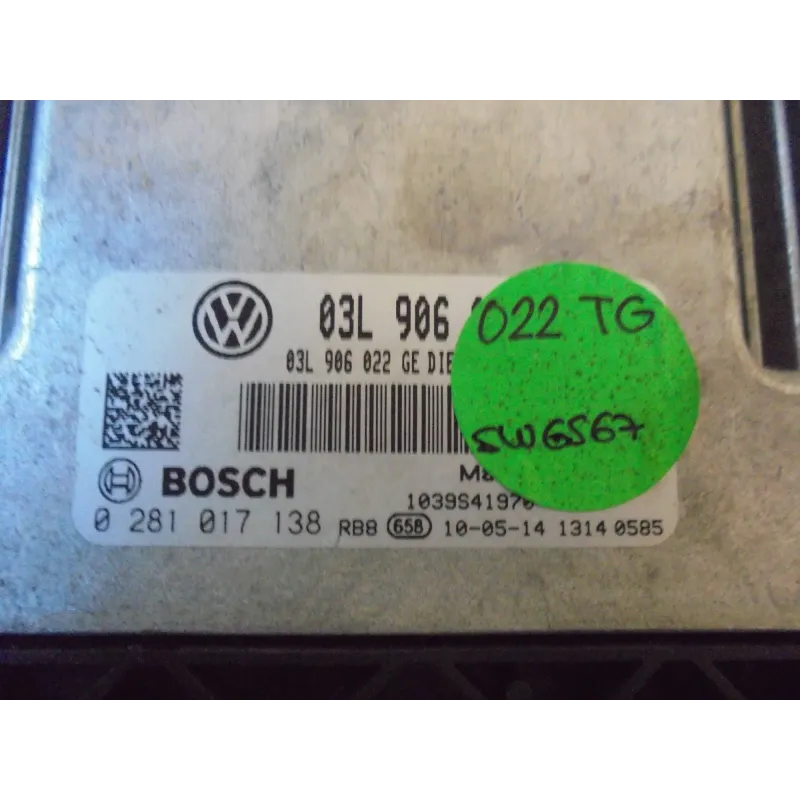 03L 906
022 TG
03L 906 022 GE DIE
SW6567
BOSCH
1039S4197
0 281 017 138 RB8 658 10-05-14 1314 0585